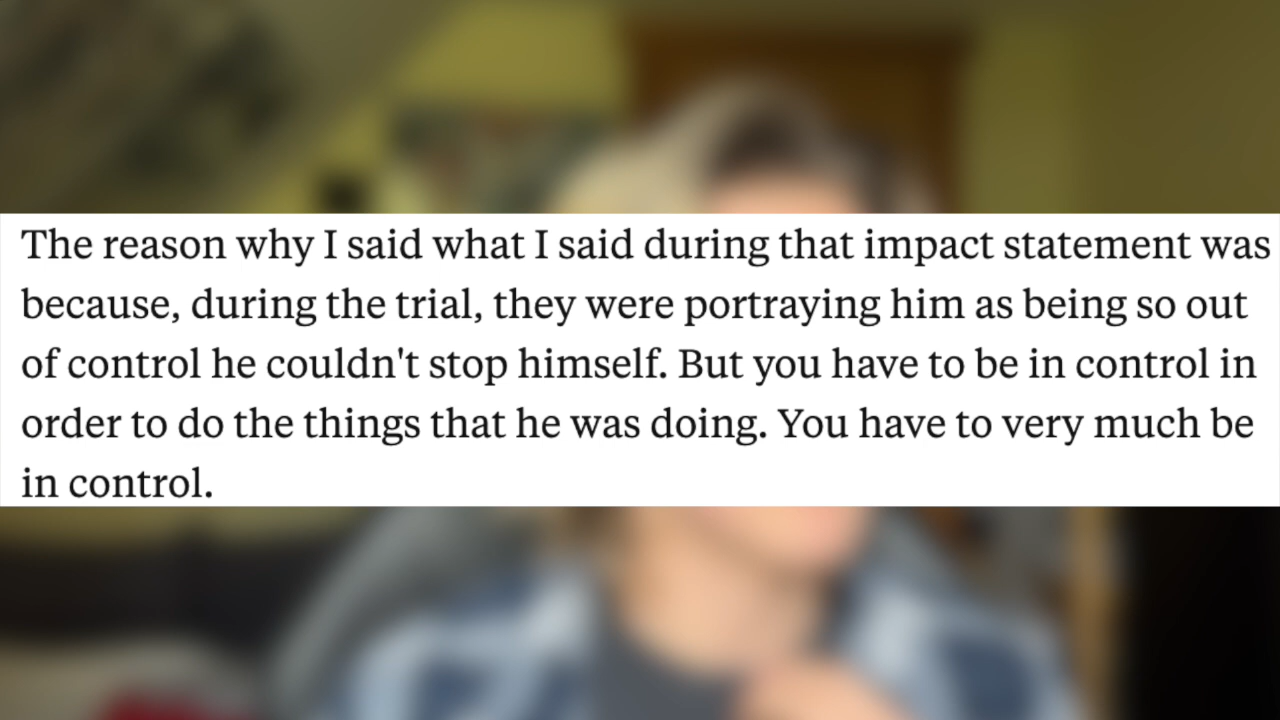 The reason why I said what I said during that impact statement was
because, during the trial, they were portraying him as being so out
of control he couldn't stop himself. But you have to be in control in
order to do the things that he was doing. You have to very much be
in control.